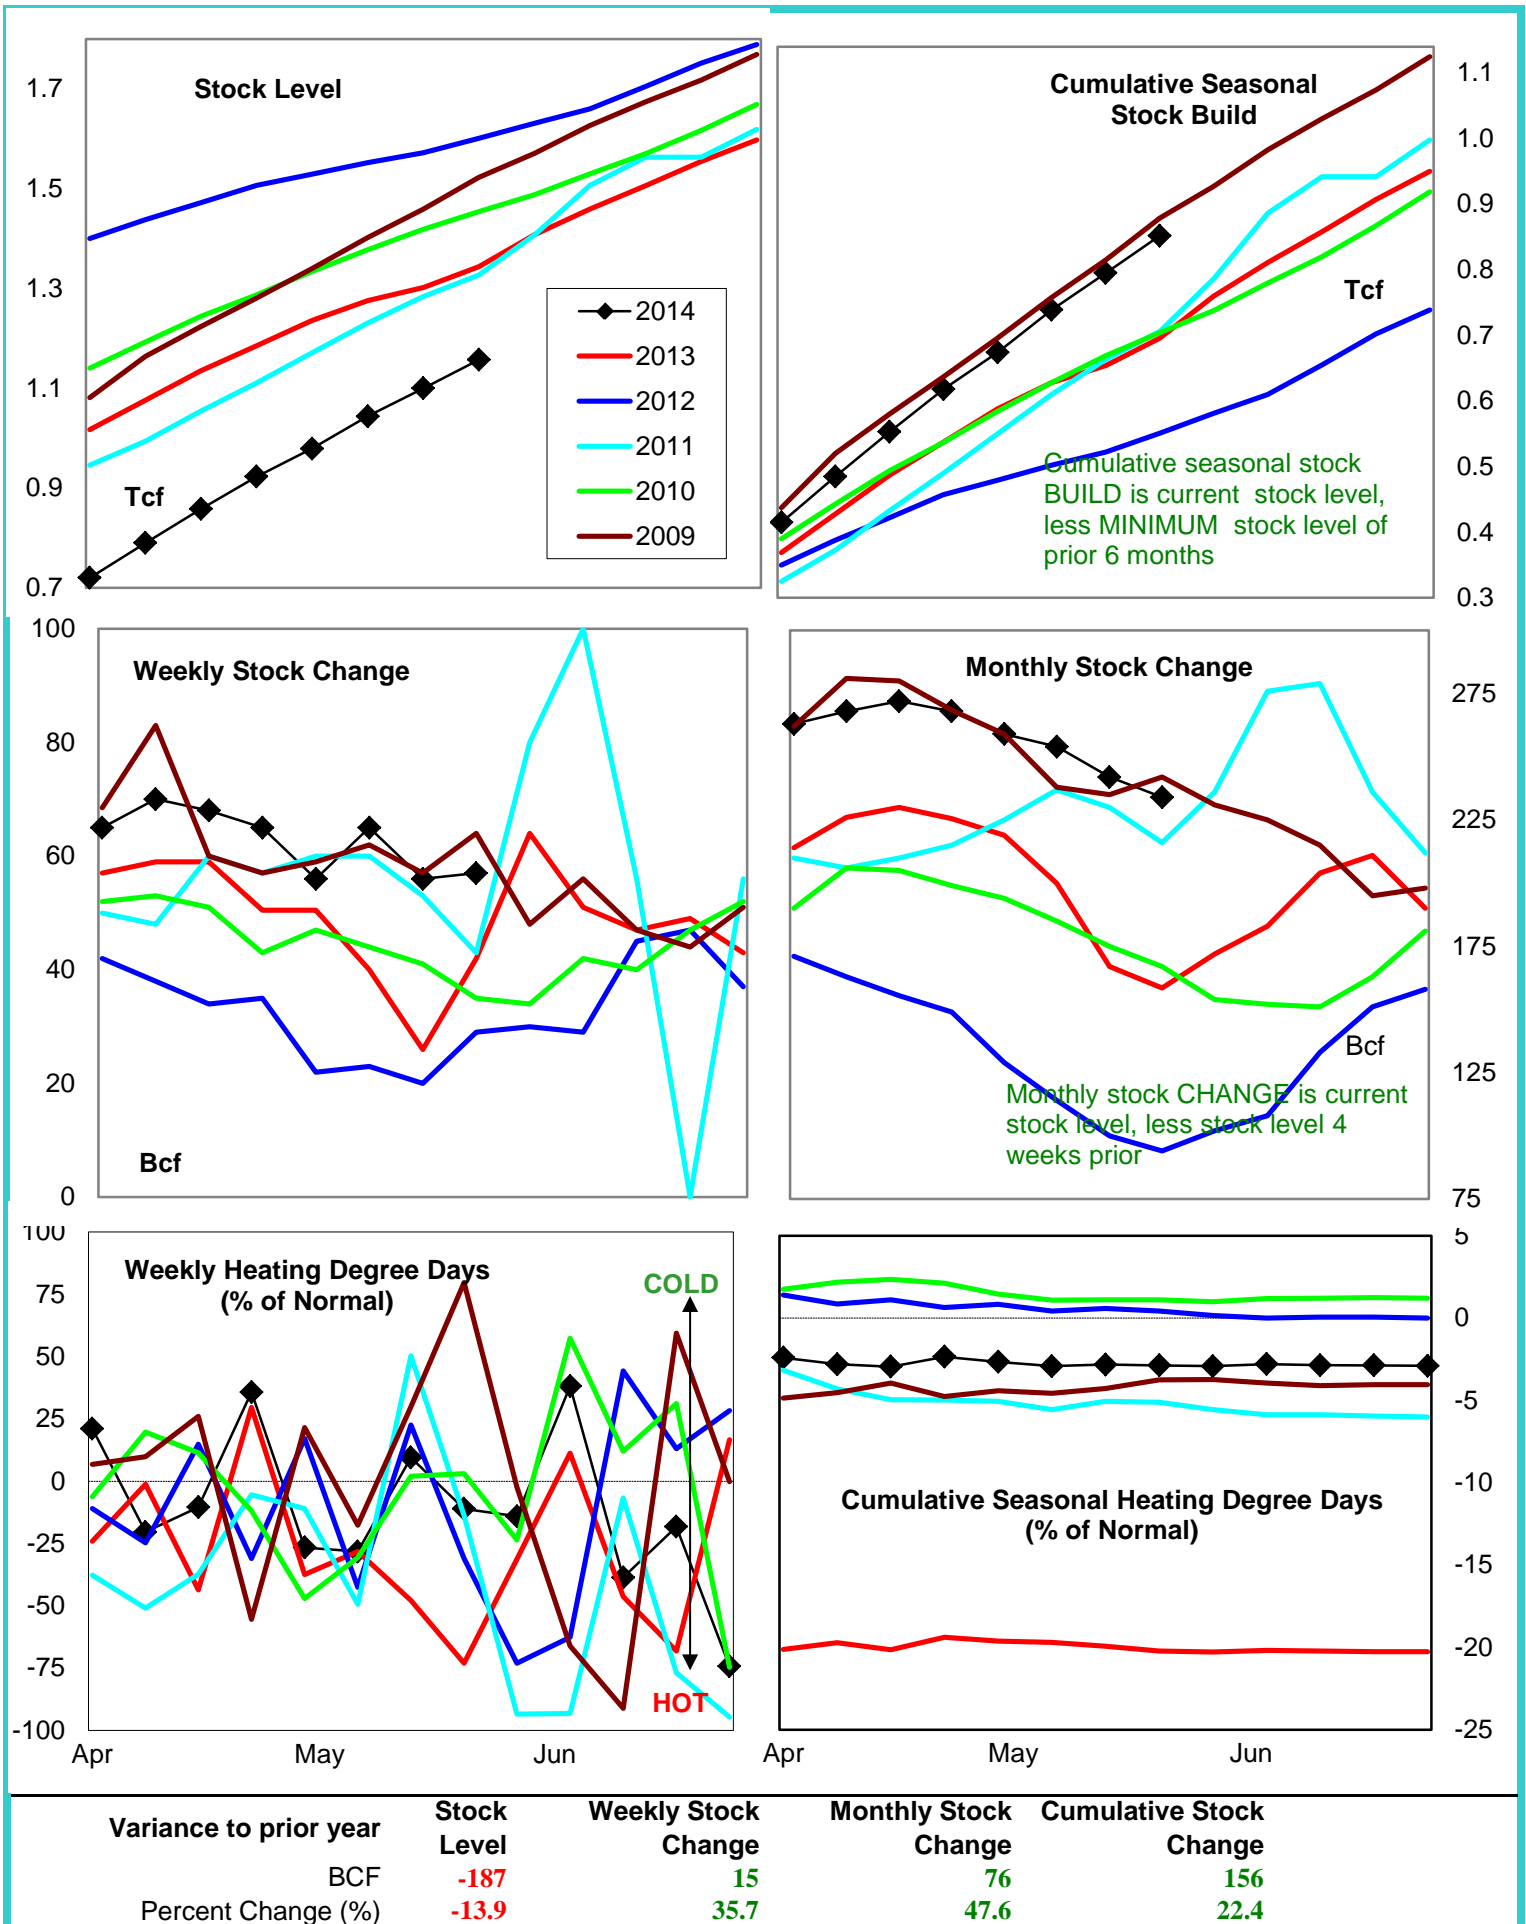 Stock Level
1.7
1.5
1.3
1.1
0.9
0.7
Tcf
2014
2013
2012
2011
2010
2009
Cumulative Seasonal
Stock Build
1.1
1.0
0.9
0.8
0.7
0.6
0.5
0.4
0.3
Tcf
Cumulative seasonal stock
BUILD is current stock level,
less MINIMUM stock level of
prior 6 months
Weekly Stock Change
100
80
60
40
20
0
Bcf
Monthly Stock Change
275
225
175
125
75
Bcf
Monthly stock CHANGE is current
stock level, less stock level 4
weeks prior
Weekly Heating Degree Days
(% of Normal)
100
75
50
25
0
-25
-50
-75
-100
COLD
HOT
Apr May Jun
5
0
-5
-10
-15
-20
-25
Cumulative Seasonal Heating Degree Days
(% of Normal)
Apr May Jun
Variance to prior year
Stock
Level
Weekly Stock
Change
Monthly Stock
Change
Cumulative Stock
Change
BCF -187 15 76 156
Percent Change (%) -13.9 35.7 47.6 22.4